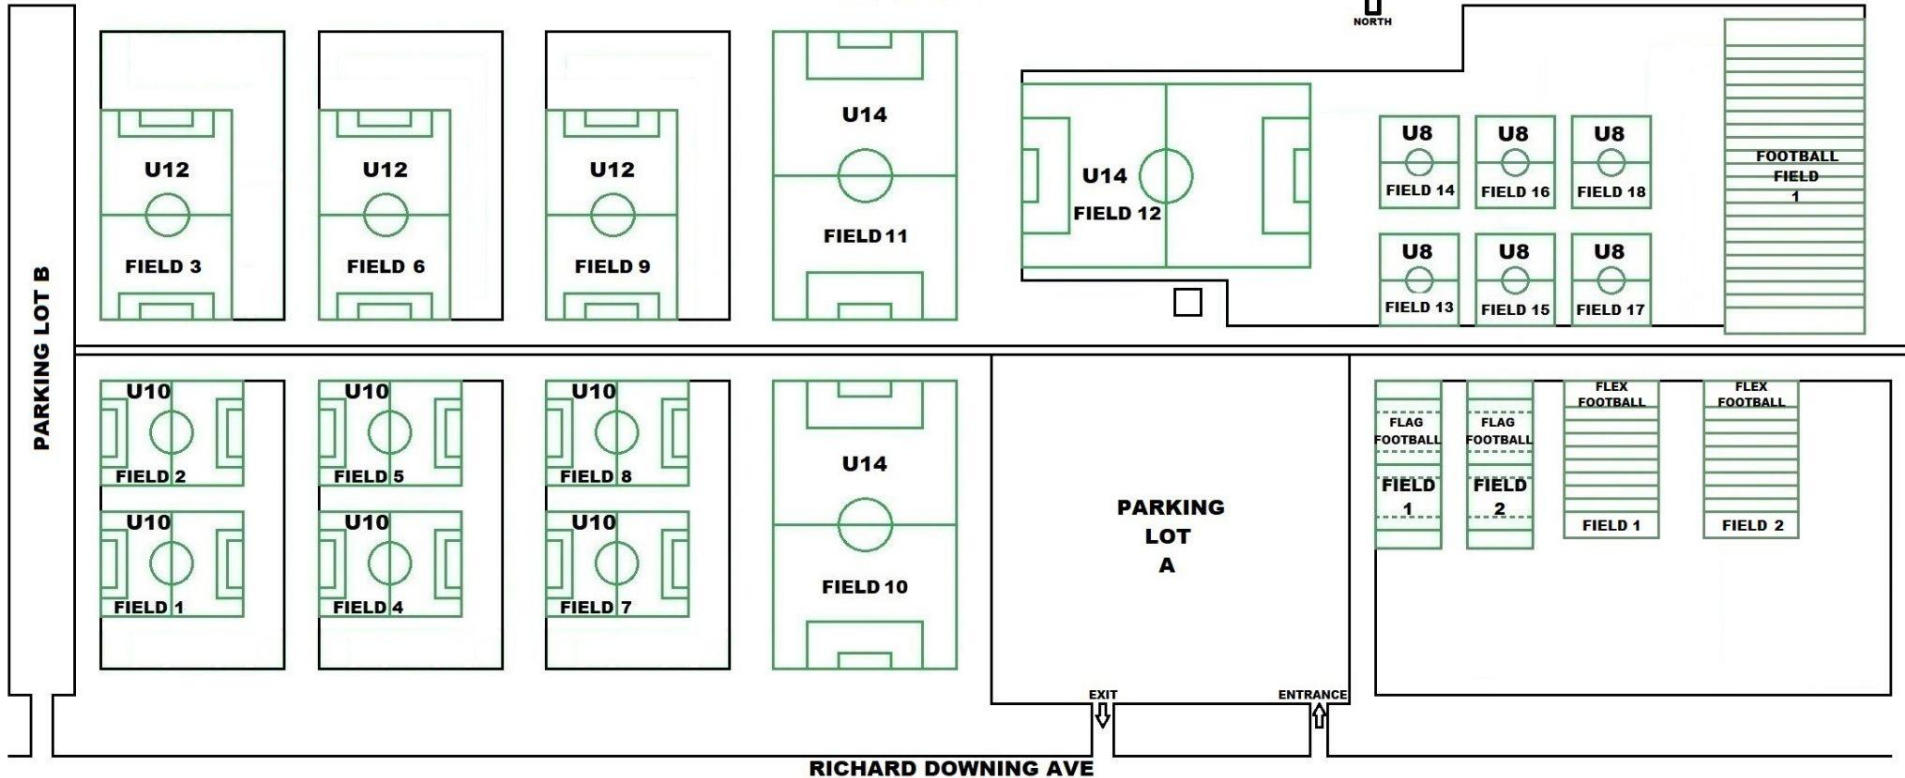 NORTH
PARKING LOT B
U12
FIELD 3
U12
FIELD 6
U12
FIELD 9
U14
FIELD 11
U14
FIELD 12
U8
FIELD 14
U8
FIELD 16
U8
FIELD 18
U8
FIELD 13
U8
FIELD 15
U8
FIELD 17
FOOTBALL
FIELD
1
U10
FIELD 2
U10
FIELD 5
U10
FIELD 8
U10
FIELD 1
U10
FIELD 4
U10
FIELD 7
U14
FIELD 10
PARKING
LOT
A
FLAG
FOOTBALL
FIELD
1
FLAG
FOOTBALL
FIELD
2
FLEX
FOOTBALL
FIELD 1
FLEX
FOOTBALL
FIELD 2
EXIT
ENTRANCE
RICHARD DOWNING AVE